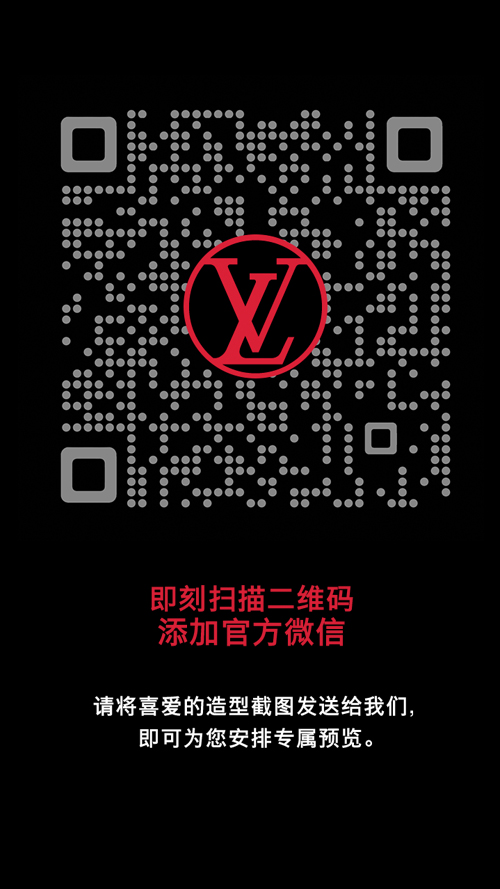 LV
即刻扫描二维码
添加官方微信
请将喜爱的造型截图发送给我们，
即可为您安排专属预览。